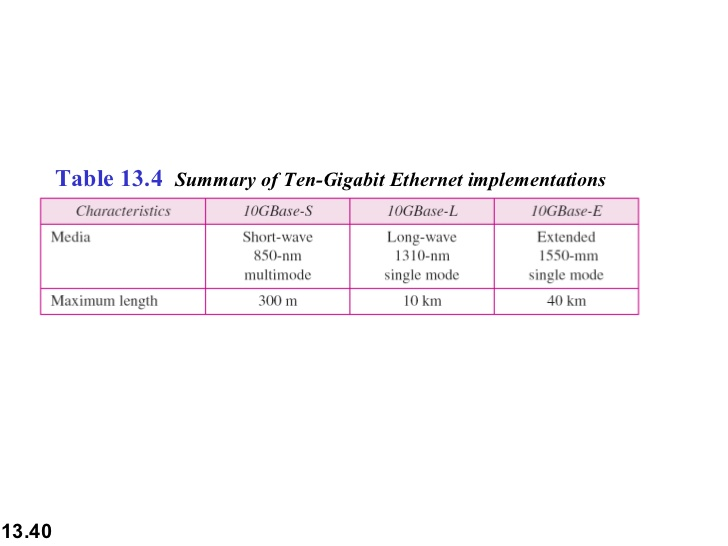 Table 13.4 Summary of Ten-Gigabit Ethernet implementations
Characteristics 10GBase-S 10GBase-L 10GBase-E
Media Short-wave Long-wave Extended
850-nm 1310-nm 1550-mm
multimode single mode single mode
Maximum length 300 m 10 km 40 km
13.40